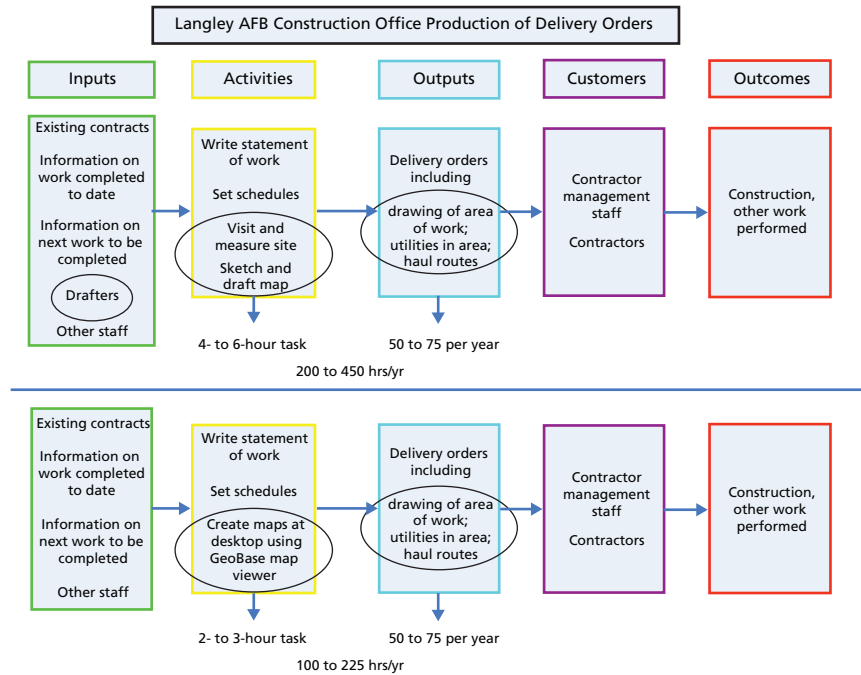 Langley AFB Construction Office Production of Delivery Orders
Inputs
Activities
Outputs
Customers
Outcomes
Existing contracts
Information on
work completed
to date
Information on
next work to be
completed
Drafters
Other staff
Write statement
of work
Set schedules
Visit and
measure site
Sketch and
draft map
Delivery orders
including
drawing of area
of work;
utilities in area;
haul routes
Contractor
management
staff
Contractors
Construction,
other work
performed
4- to 6-hour task
50 to 75 per year
200 to 450 hrs/yr
Existing contracts
Information on
work completed
to date
Information on
next work to be
completed
Other staff
Write statement
of work
Set schedules
Create maps at
desktop using
GeoBase map
viewer
Delivery orders
including
drawing of area
of work;
utilities in area;
haul routes
Contractor
management
staff
Contractors
Construction,
other work
performed
2- to 3-hour task
50 to 75 per year
100 to 225 hrs/yr